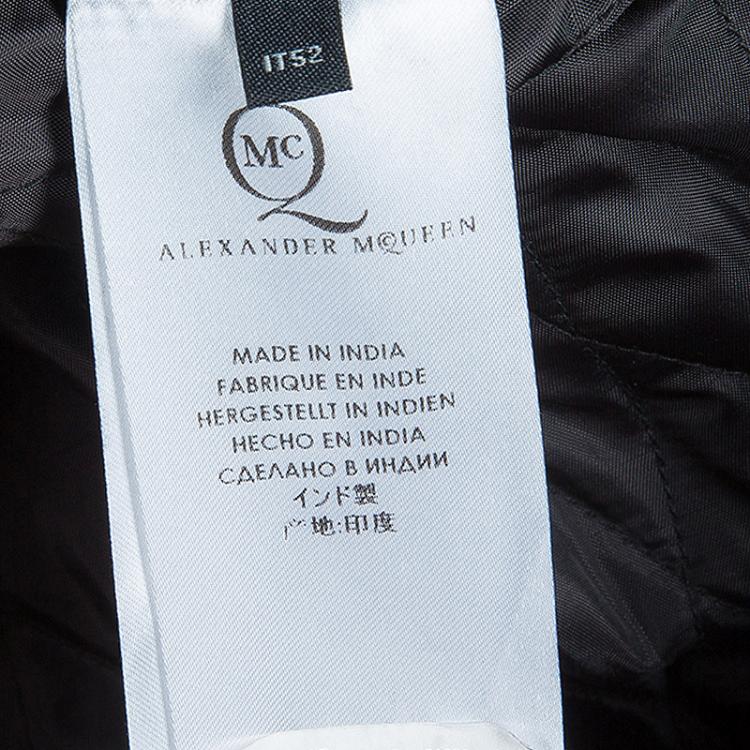 IT52
MCQ
ALEXANDER MCQUEEN
MADE IN INDIA
FABRIQUE EN INDE
HERGESTELLT IN INDIEN
HECHO EN INDIA
СДЕЛАНО В ИНДИИ
インド製
产地:印度